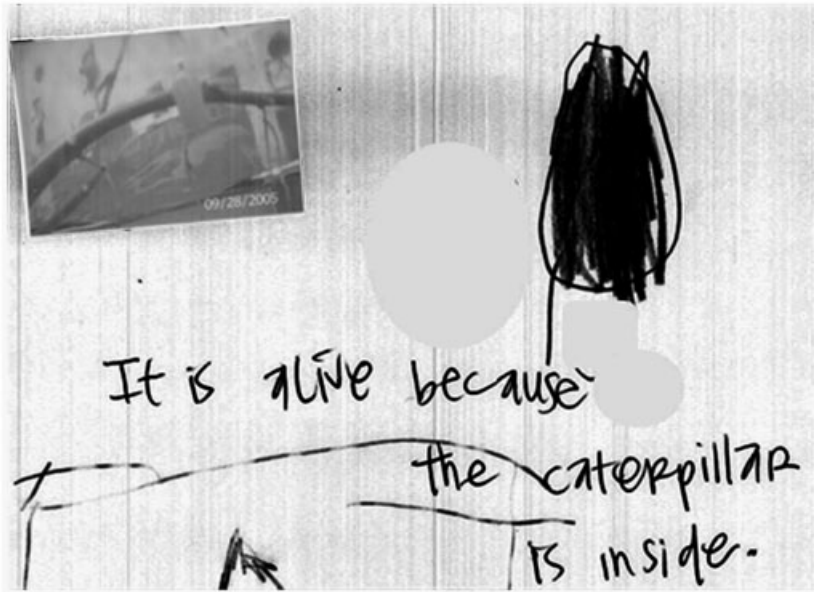 09/28/2005
It is alive because
the caterpillar
is inside.